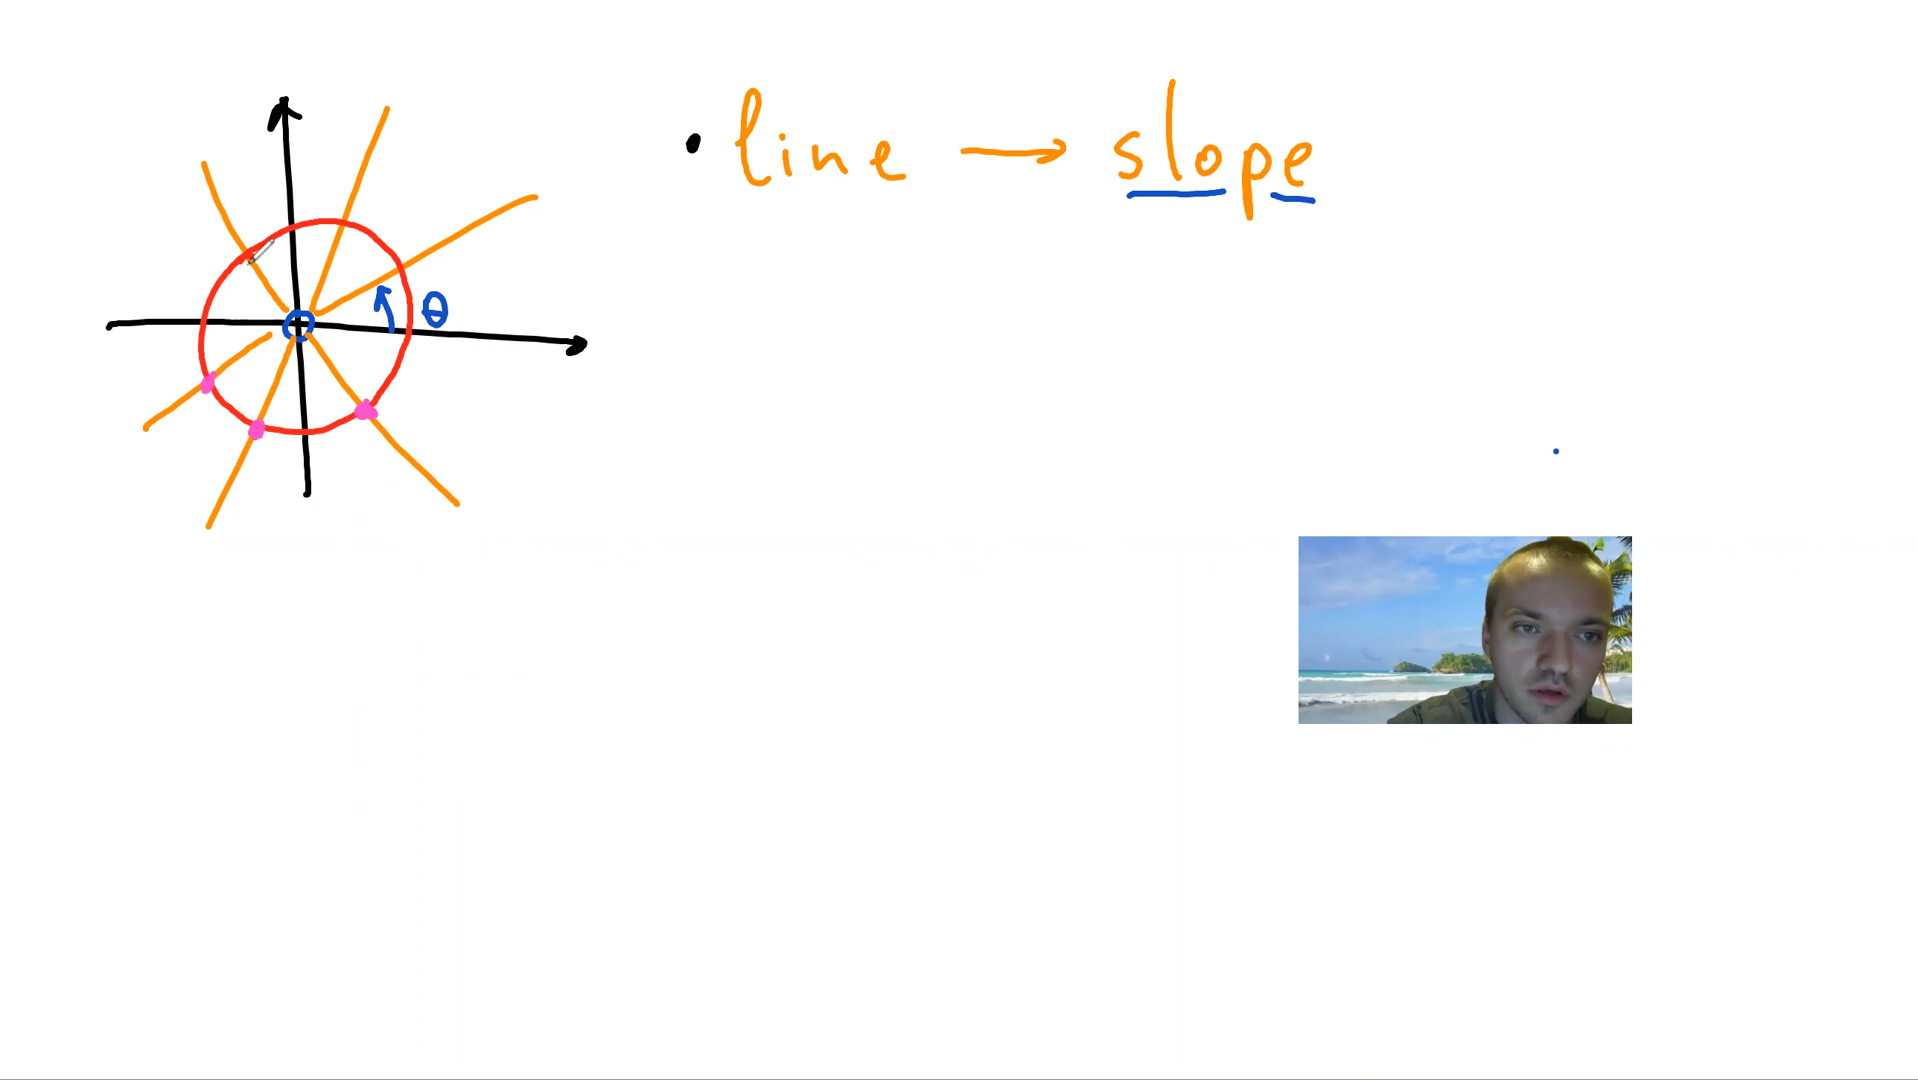 • line → slope
θ